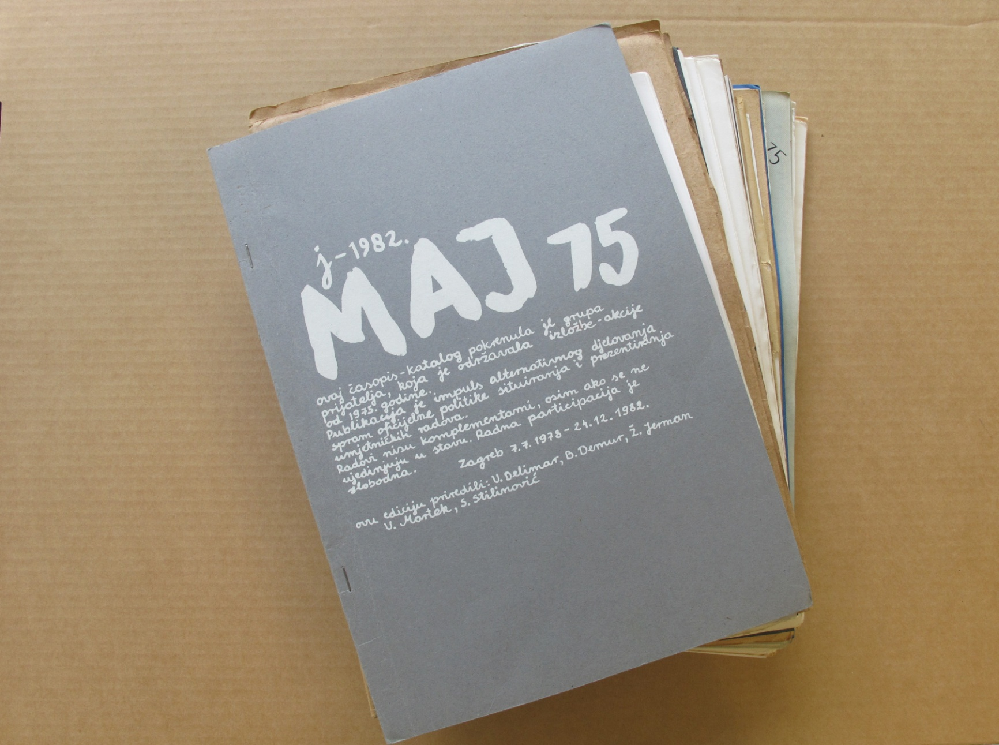 j-1982.
MAJ 75
ovaj časopis-katalog pokrenula je grupa
prijatelja, koja je održavala izložbe-akcije
od 1975. godine.
Publikacija je impuls alternativnog djelovanja
spram oficijelne politike situiranja i prezentiranja
umjetničkih radova.
Radovi nisu komplementarni, osim ako se ne
ujedinjuju u stavu. Radna participacija je
slobodna.
Zagreb 7.7.1978-24.12.1982.
ovu ediciju priredili: V. Delimar, B. Demur, Ž. Jerman
V. Martek, S. Stilinović
75